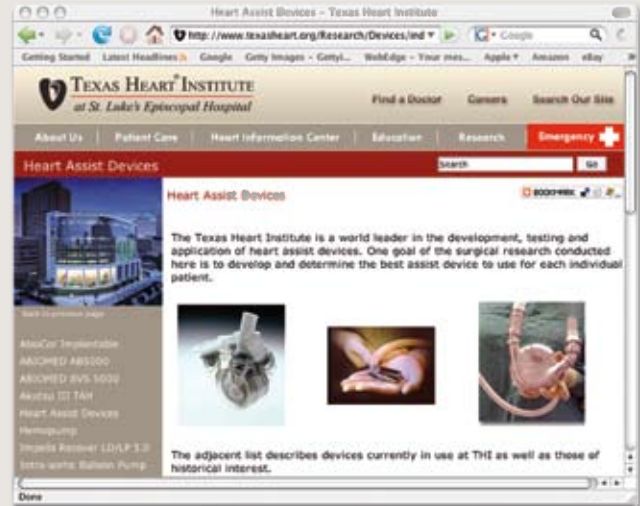 Heart Assist Devices – Texas Heart Institute
http://www.texasheart.org/Research/Devices/ind
Google
Getting Started Latest Headlines Google Getty Images - Gettyi... WebEdge - Your mes... Apple Amazon eBay
TEXAS HEART® INSTITUTE
at St. Luke's Episcopal Hospital
Find a Doctor Careers Search Our Site
About Us Patient Care Heart Information Center Education Research Emergency
Heart Assist Devices
Search Go
Heart Assist Devices
BOOKMARK
The Texas Heart Institute is a world leader in the development, testing and
application of heart assist devices. One goal of the surgical research conducted
here is to develop and determine the best assist device to use for each individual
patient.
Back to previous page
AbioCor Implantable
ABIOMED AB5000
ABIOMED BVS 5000
Akutsu III TAH
Heart Assist Devices
Hemopump
Impella Recover LD/LP 5.0
Intra-aortic Balloon Pump
The adjacent list describes devices currently in use at THI as well as those of
historical interest.
Done